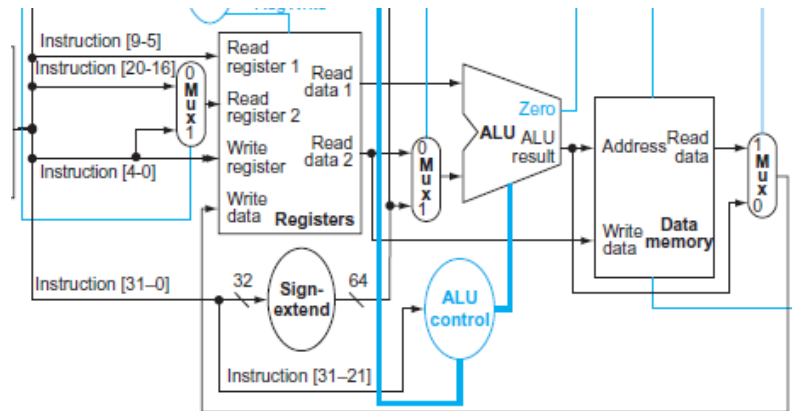 Instruction [9-5]
Instruction [20-16]
0
M
u
x
1
Instruction [4-0]
Read
register 1
Read
data 1
Read
register 2
Write
register
Read
data 2
Write
data
Registers
0
M
u
x
1
Zero
ALU
ALU
result
Address
Read
data
Write
data
Data
memory
1
M
u
x
0
Instruction [31–0]
32
Sign-
extend
64
ALU
control
Instruction [31–21]